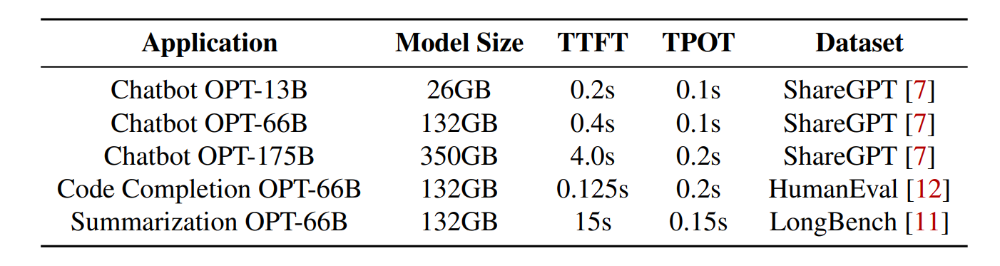 Application Model Size TTFT TPOT Dataset
Chatbot OPT-13B 26GB 0.2s 0.1s ShareGPT [7]
Chatbot OPT-66B 132GB 0.4s 0.1s ShareGPT [7]
Chatbot OPT-175B 350GB 4.0s 0.2s ShareGPT [7]
Code Completion OPT-66B 132GB 0.125s 0.2s HumanEval [12]
Summarization OPT-66B 132GB 15s 0.15s LongBench [11]